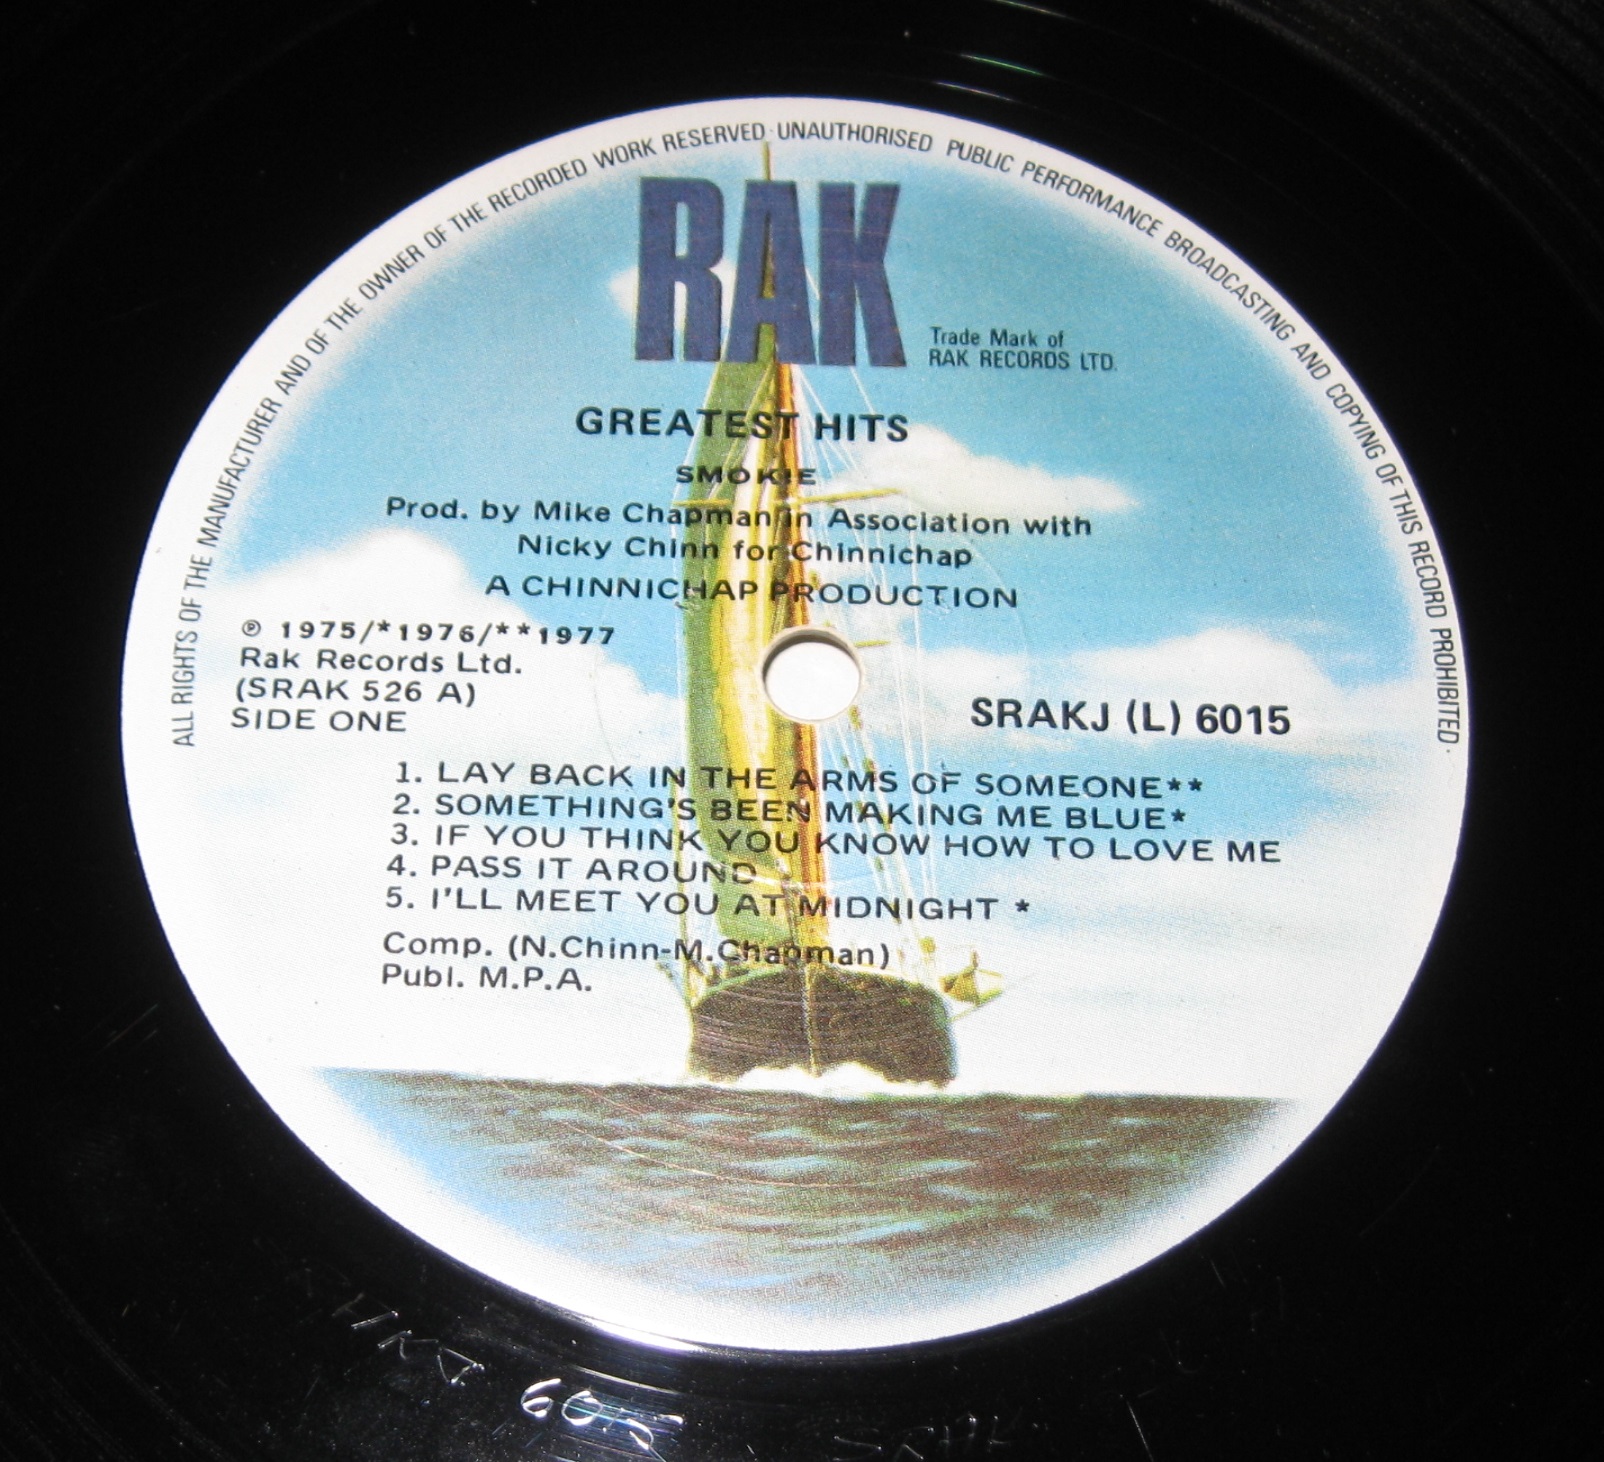 ALL RIGHTS OF THE MANUFACTURER AND OF THE OWNER OF THE RECORDED WORK RESERVED · UNAUTHORISED PUBLIC PERFORMANCE BROADCASTING AND COPYING OF THIS RECORD PROHIBITED ·
RAK
Trade Mark of
RAK RECORDS LTD.
GREATEST HITS
SMOKIE
Prod. by Mike Chapman in Association with
Nicky Chinn for Chinnichap
A CHINNICHAP PRODUCTION
℗ 1975/*1976/**1977
Rak Records Ltd.
(SRAK 526 A)
SIDE ONE
SRAKJ (L) 6015
1. LAY BACK IN THE ARMS OF SOMEONE**
2. SOMETHING'S BEEN MAKING ME BLUE*
3. IF YOU THINK YOU KNOW HOW TO LOVE ME
4. PASS IT AROUND
5. I'LL MEET YOU AT MIDNIGHT *
Comp. (N.Chinn-M.Chapman)
Publ. M.P.A.